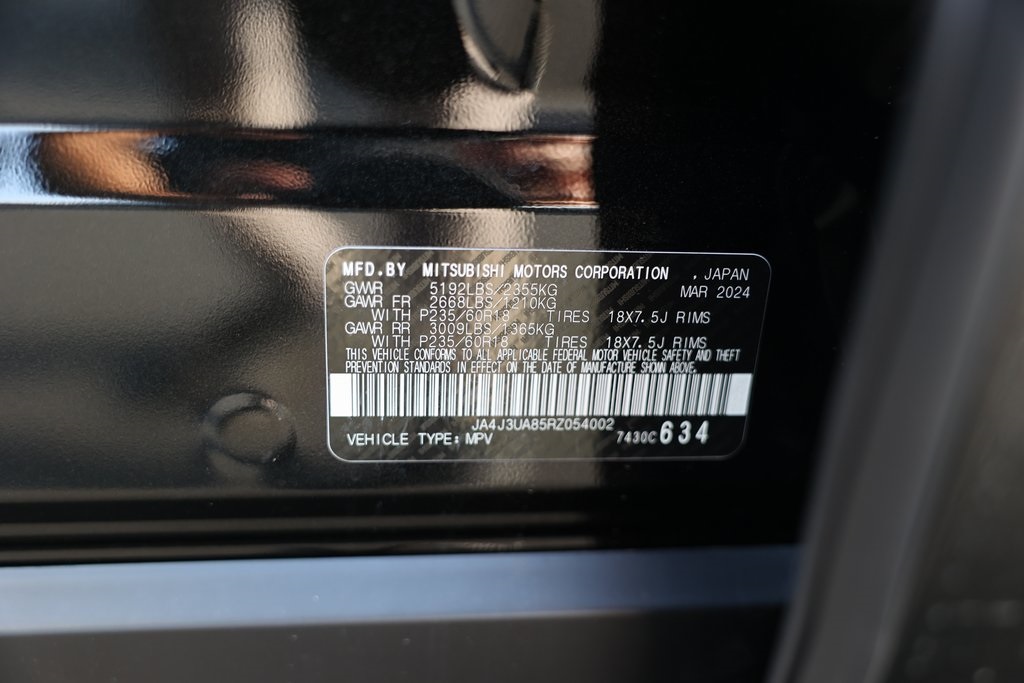 MFD.BY MITSUBISHI MOTORS CORPORATION , JAPAN
GWWR 5192LBS/2355KG MAR 2024
GAWR FR 2668LBS/1210KG
WITH P235/60R18 TIRES 18X7.5J RIMS
GAWR RR 3009LBS/1365KG
WITH P235/60R18 TIRES 18X7.5J RIMS
THIS VEHICLE CONFORMS TO ALL APPLICABLE FEDERAL MOTOR VEHICLE SAFETY AND THEFT
PREVENTION STANDARDS IN EFFECT ON THE DATE OF MANUFACTURE SHOWN ABOVE.
JA4J3UA85RZ054002
VEHICLE TYPE: MPV 7430C 634